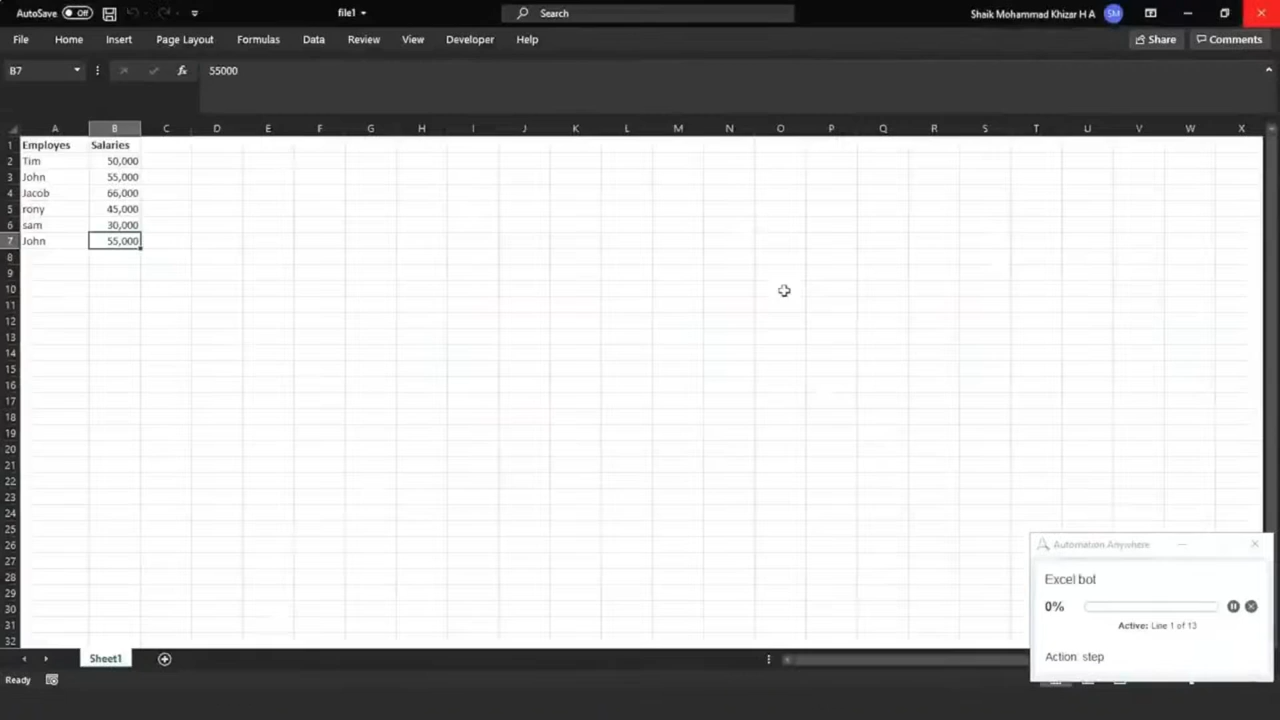 AutoSave Off file1 Search Shaik Mohammad Khizar H A SM
File Home Insert Page Layout Formulas Data Review View Developer Help Share Comments
B7 fx 55000
A B C D E F G H I J K L M N O P Q R S T U V W X
1 Employes Salaries
2 Tim 50,000
3 John 55,000
4 Jacob 66,000
5 rony 45,000
6 sam 30,000
7 John 55,000
8
9
10
11
12
13
14
15
16
17
18
19
20
21
22
23
24
25
26
27
28
29
30
31
32
Automation Anywhere
Excel bot
0%
Active: Line 1 of 13
Action: step
Sheet1
Ready